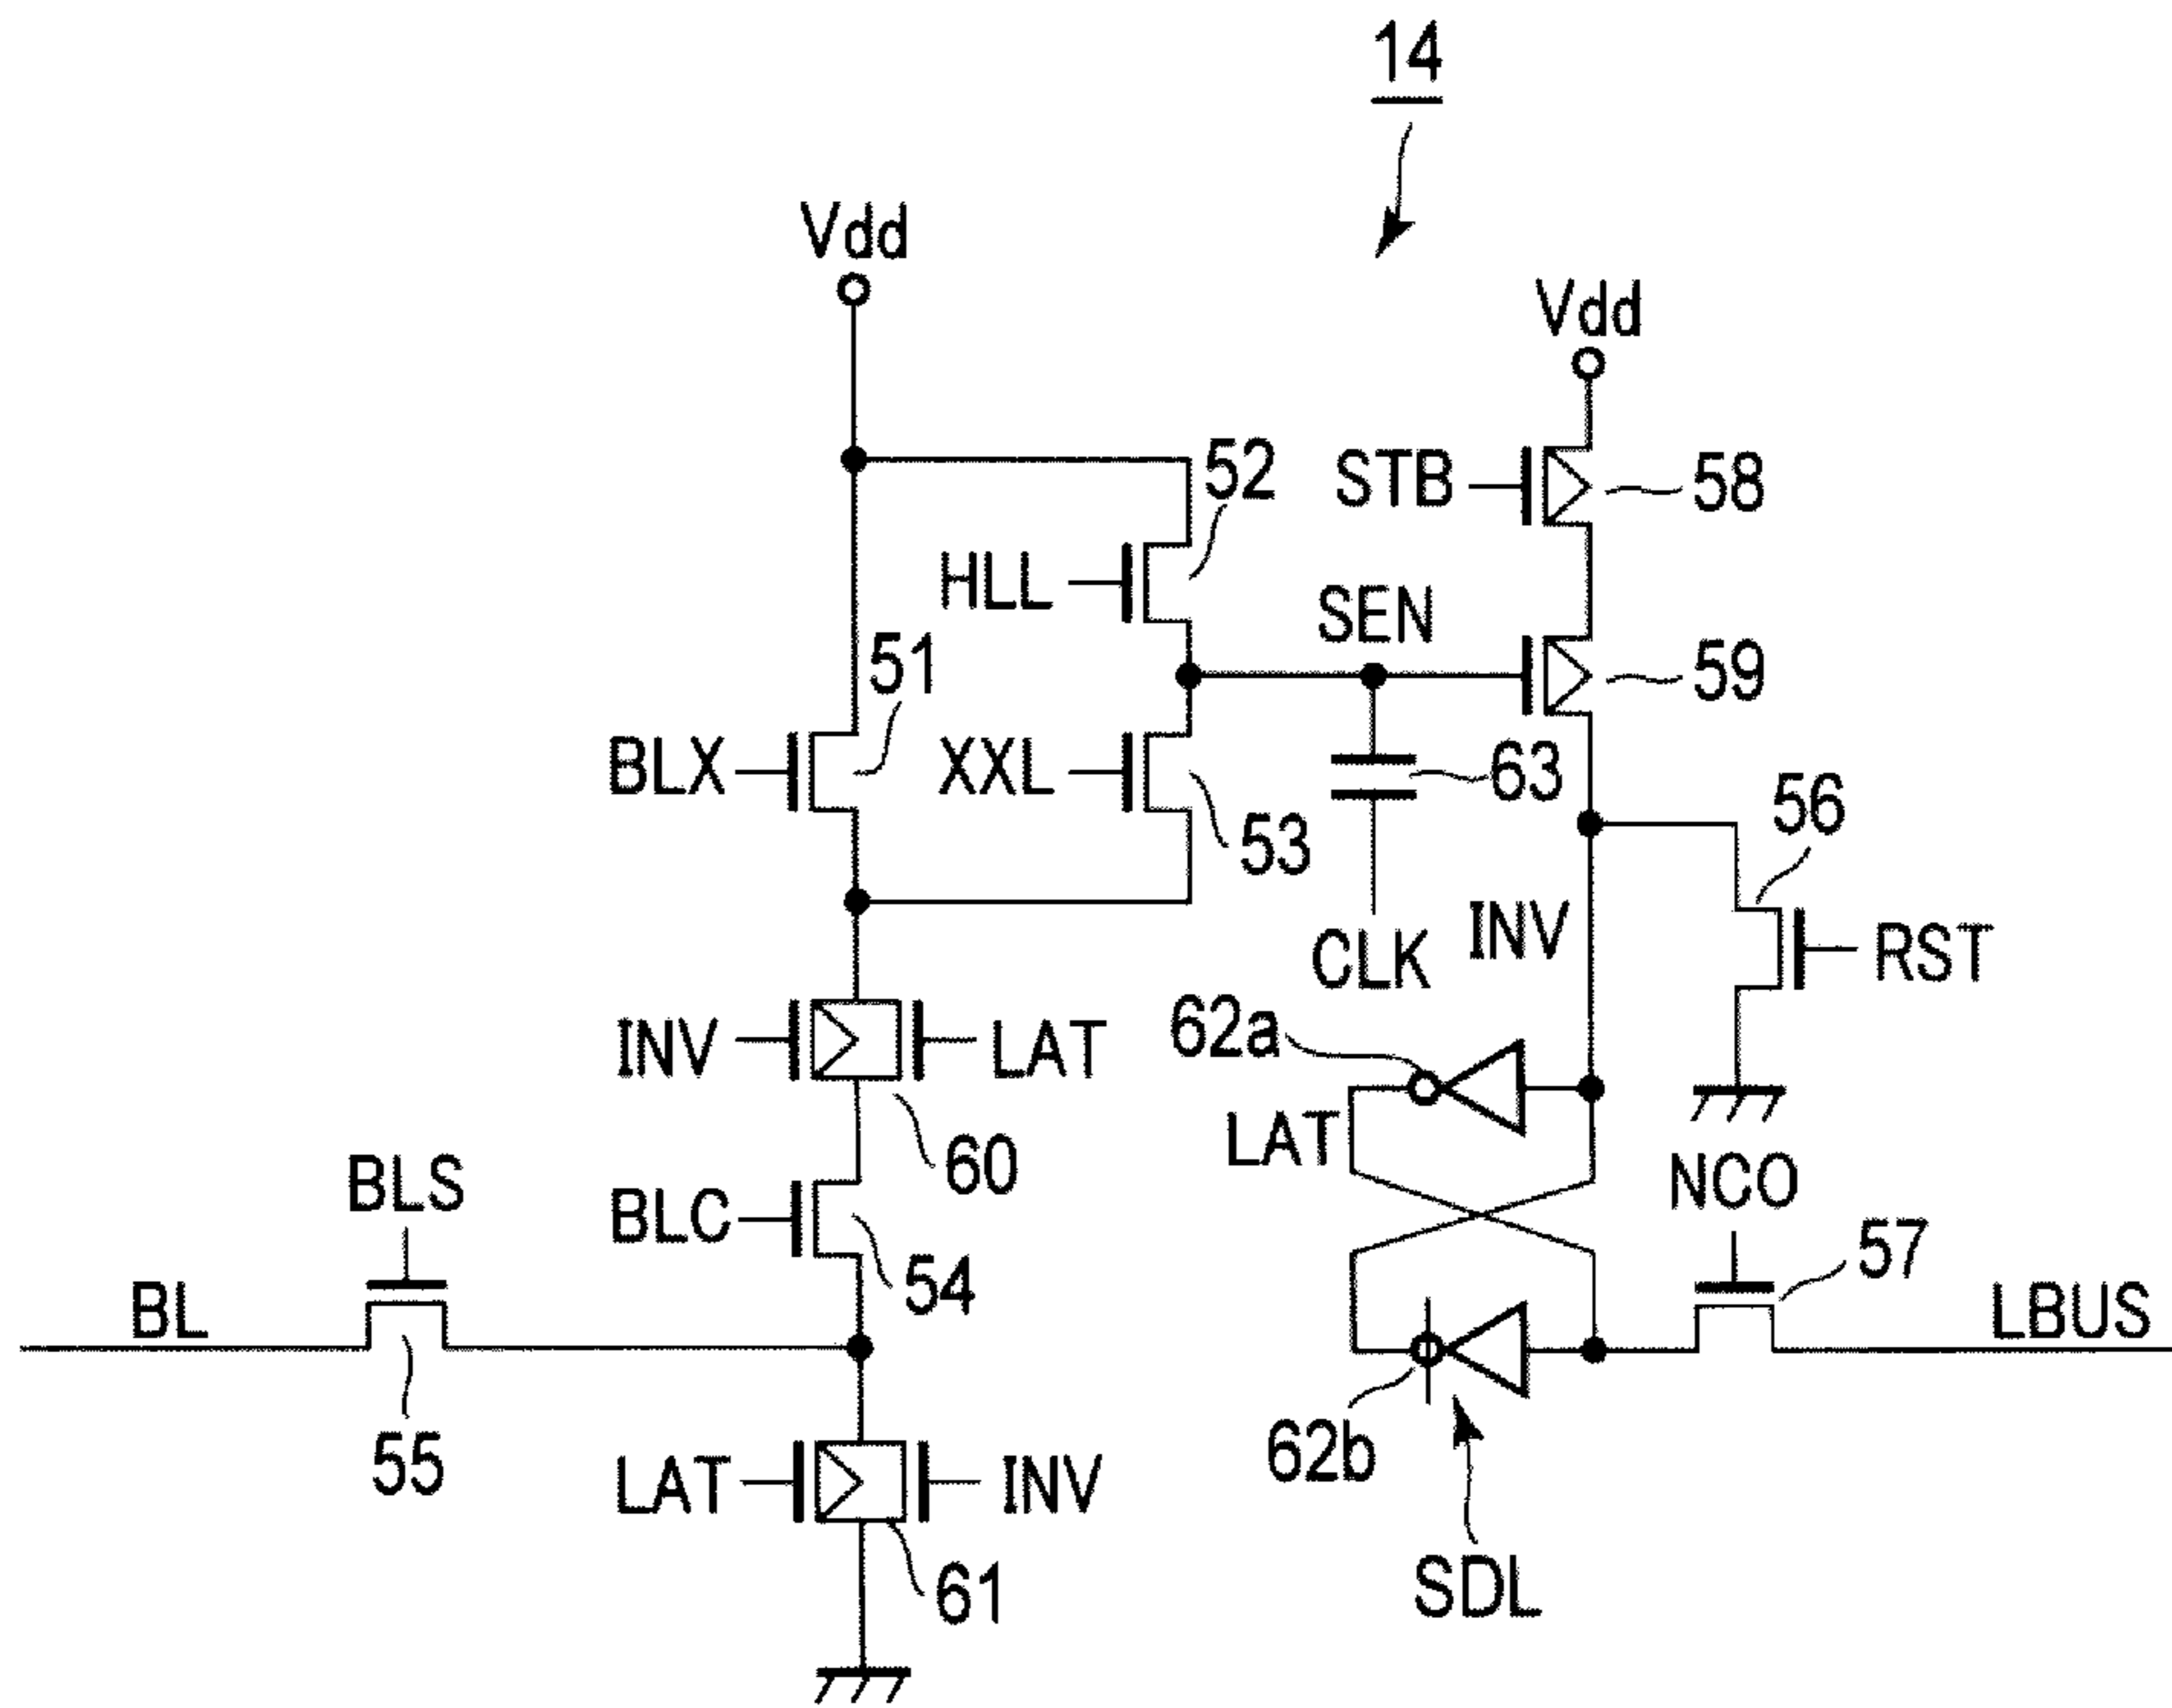 14
Vdd
Vdd
52
STB
58
HLL
SEN
51
59
BLX
XXL
63
56
53
CLK
INV
RST
62a
INV
LAT
LAT
60
NCO
BLS
BLC
57
54
BL
LBUS
55
62b
LAT
INV
SDL
61